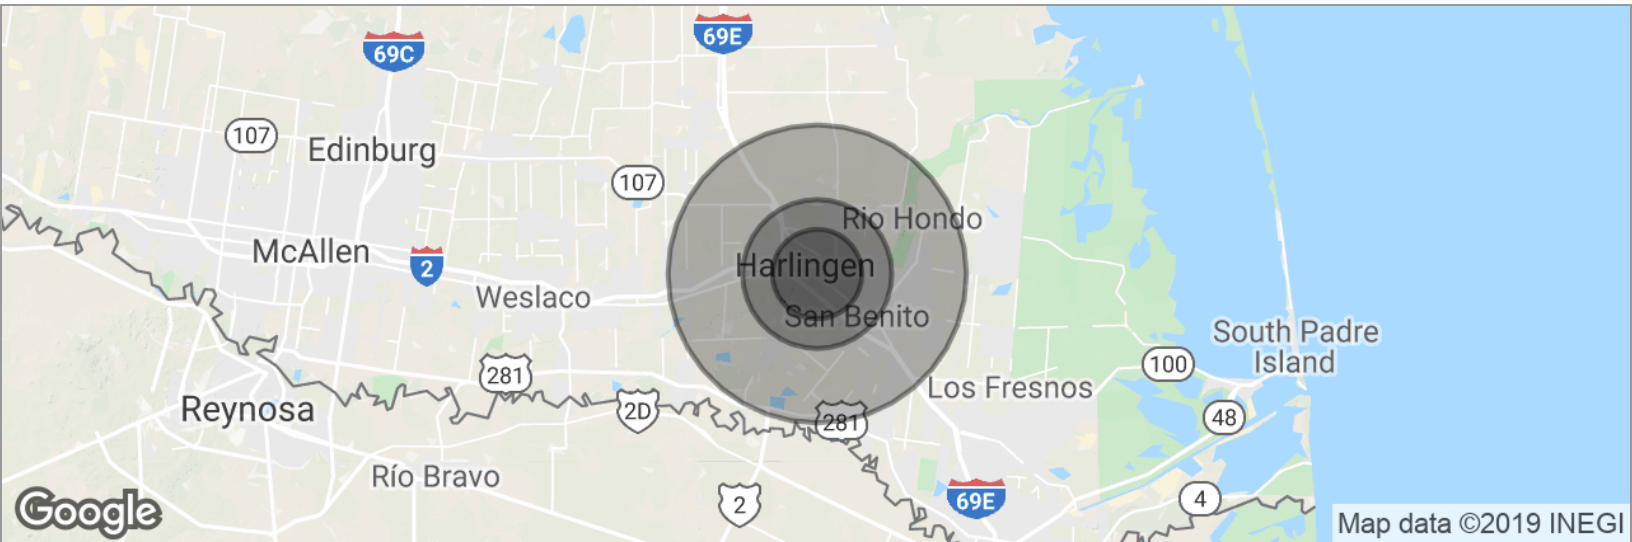 69E
69C
107
Edinburg
107
Rio Hondo
McAllen
2
Harlingen
Weslaco
San Benito
South Padre
Island
100
281
Los Fresnos
Reynosa
2D
281
48
Río Bravo
69E
4
2
Google
Map data ©2019 INEGI